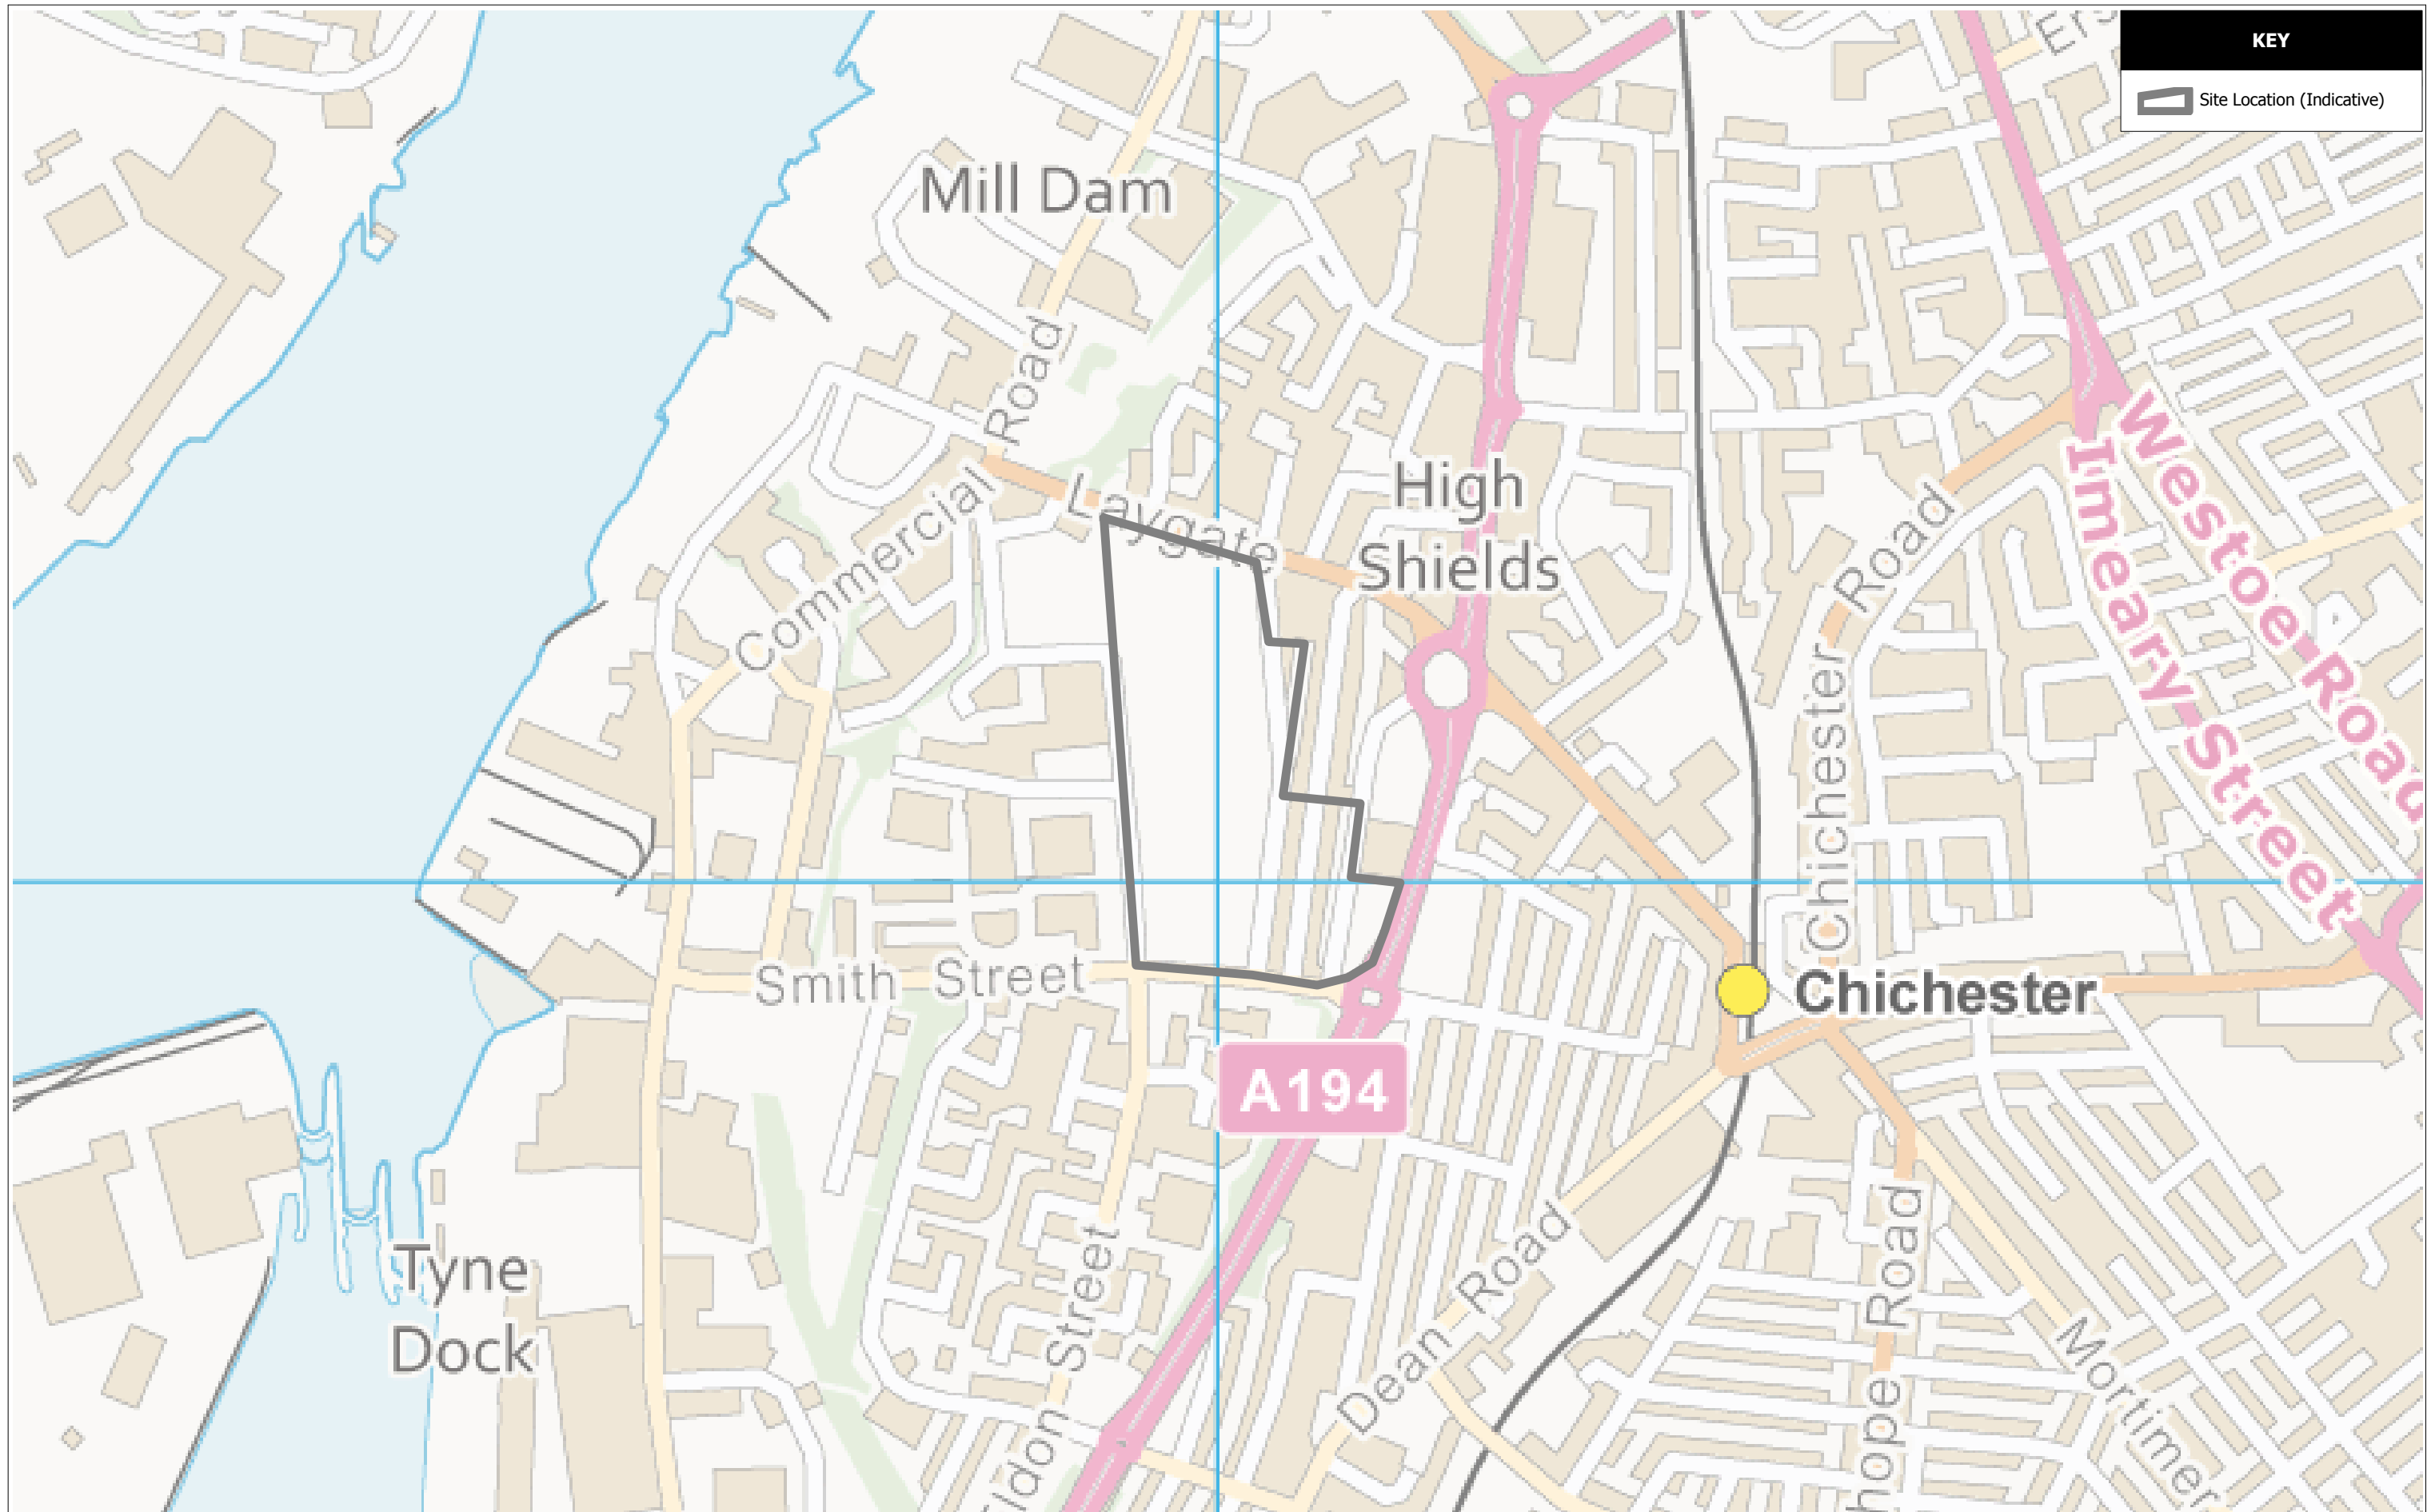 KEY
Site Location (Indicative)
Mill Dam
Road
Commercial
Laygate
High
Shields
Road
Chichester
Westoe Road
Imeary Street
Smith Street
Chichester
A194
Tyne
Dock
Street
Dean Road
Road
Mortimer